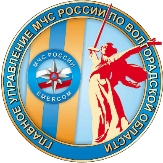 ГЛАВНОЕ УПРАВЛЕНИЕ МЧС РОССИИ ПО ВОЛГОГРАДСКОЙ ОБЛАСТИ
МЧС РОССИИ
EMERCOM